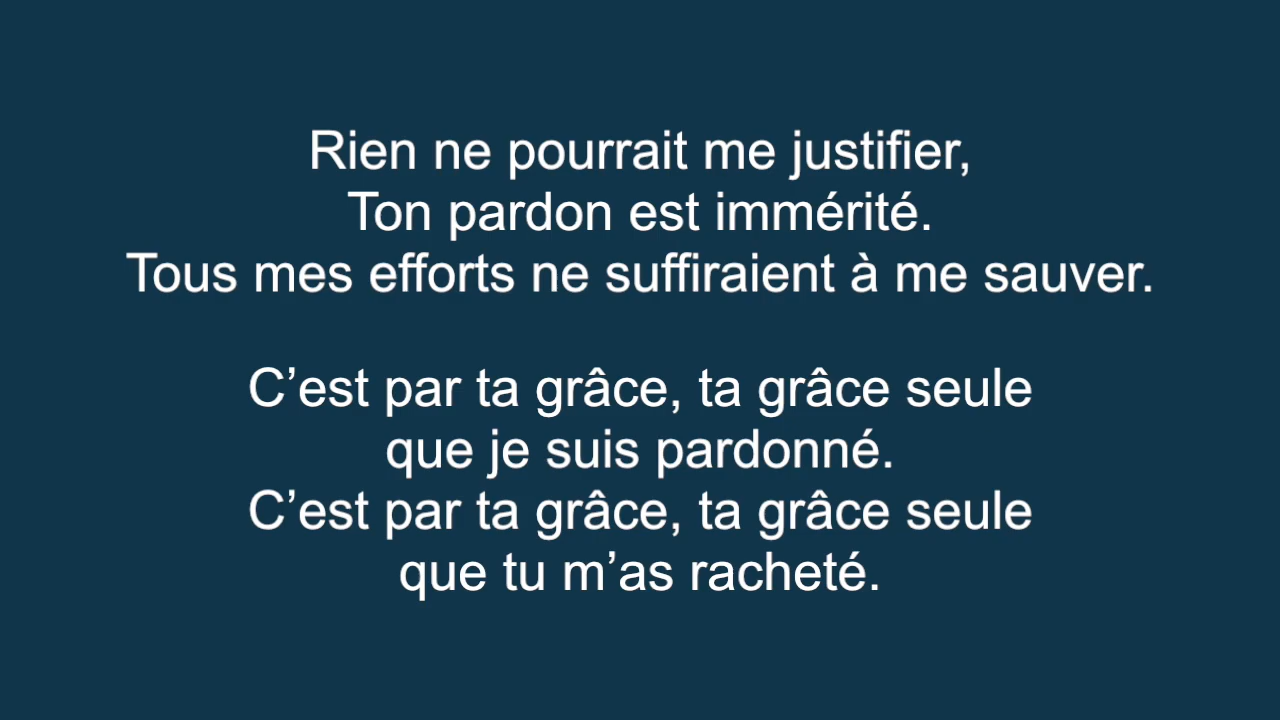 Rien ne pourrait me justifier,
Ton pardon est immérité.
Tous mes efforts ne suffiraient à me sauver.
C’est par ta grâce, ta grâce seule
que je suis pardonné.
C’est par ta grâce, ta grâce seule
que tu m’as racheté.